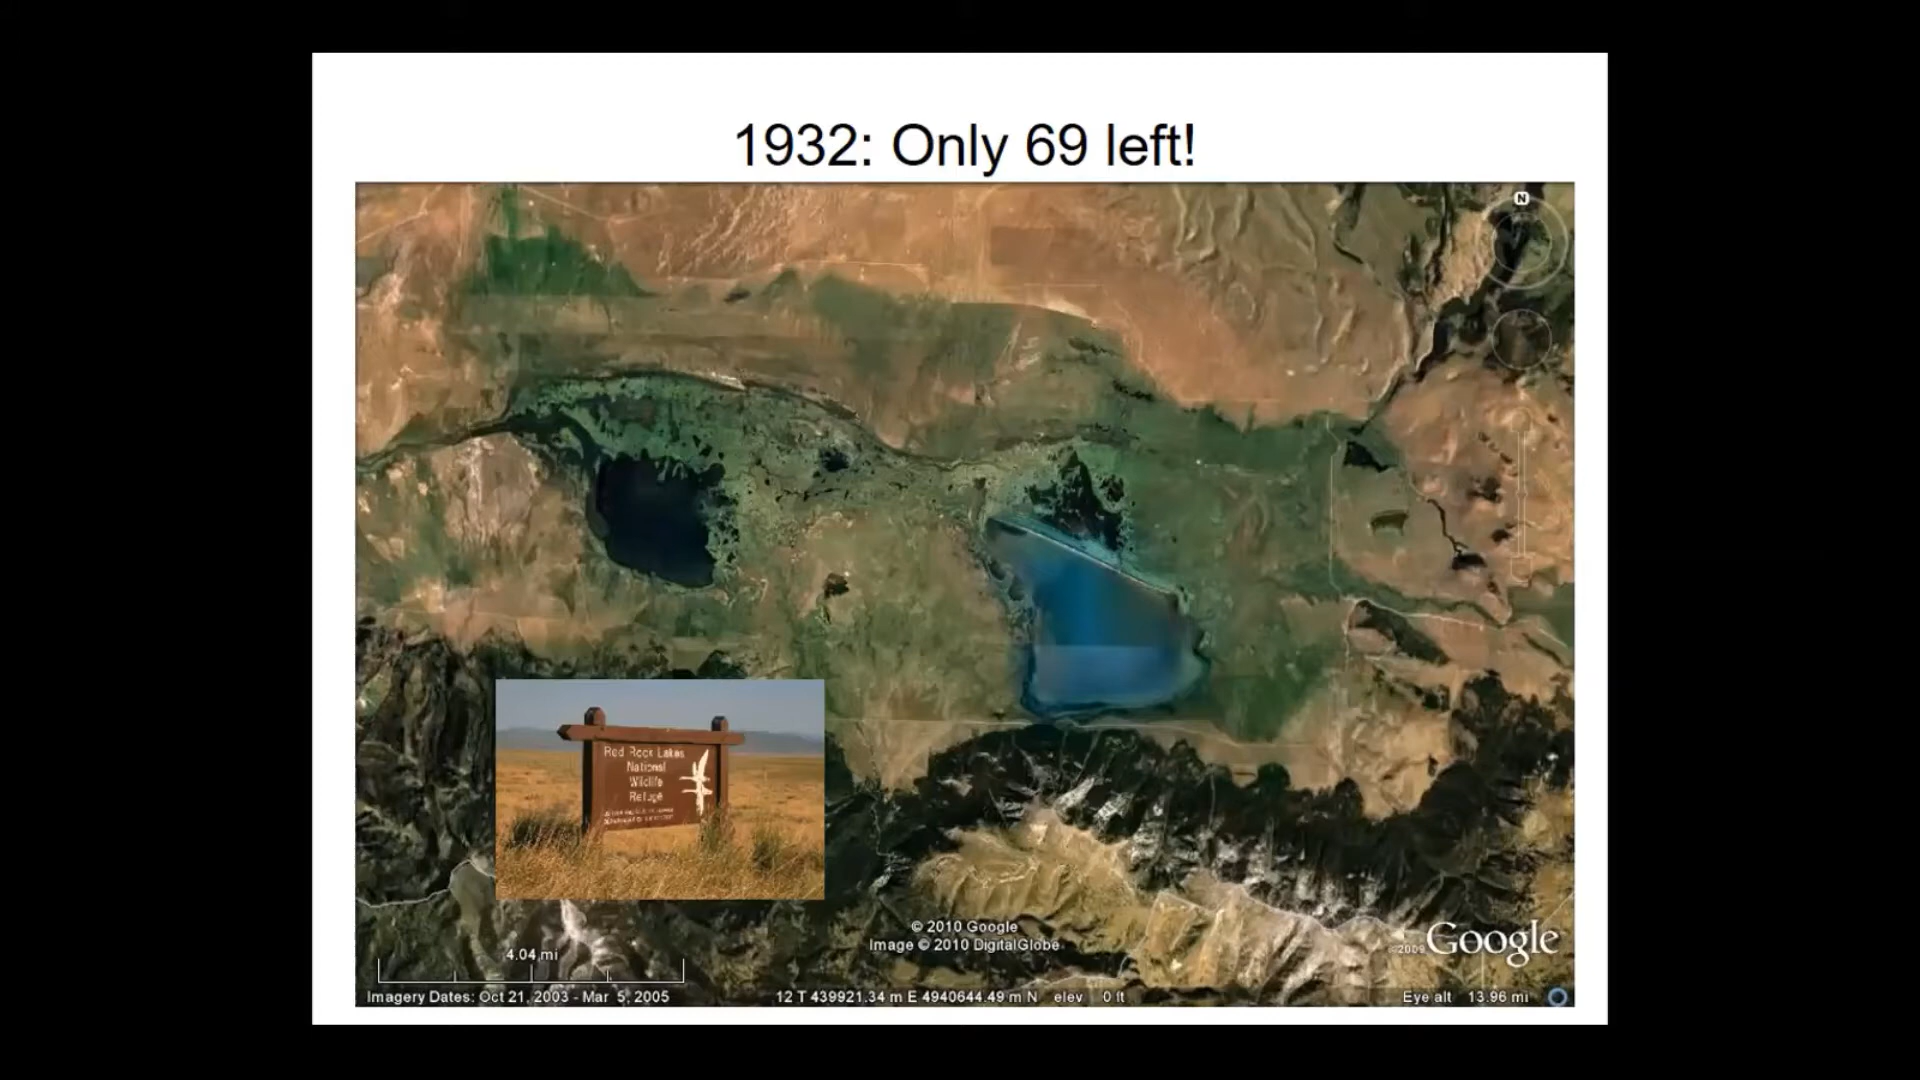 1932: Only 69 left!
N
Red Rock Lakes
National
Wildlife
Refuge
4.04 mi
© 2010 Google
Image © 2010 DigitalGlobe
©2009 Google
Imagery Dates: Oct 21, 2003 - Mar 5, 2005
12 T 439921.34 m E 4940644.49 m N elev 0 ft
Eye alt 13.96 mi